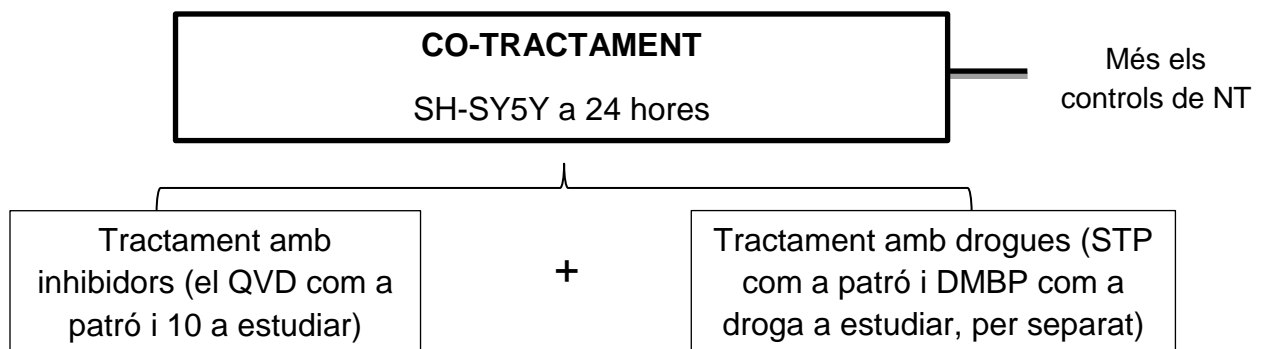 CO-TRACTAMENT
SH-SY5Y a 24 hores
Més els
controls de NT
Tractament amb
inhibidors (el QVD com a
patró i 10 a estudiar)
+
Tractament amb drogues (STP
com a patró i DMBP com a
droga a estudiar, per separat)